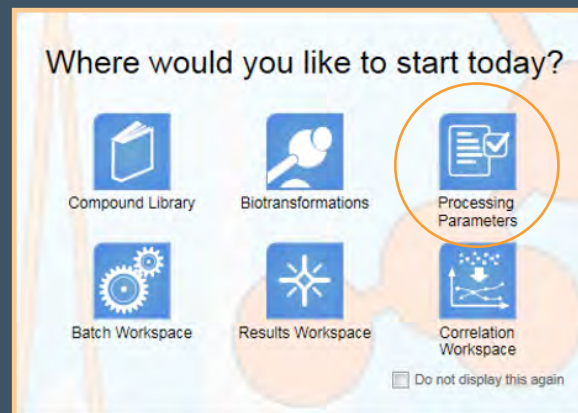 Where would you like to start today?
Compound Library
Biotransformations
Processing
Parameters
Batch Workspace
Results Workspace
Correlation
Workspace
Do not display this again